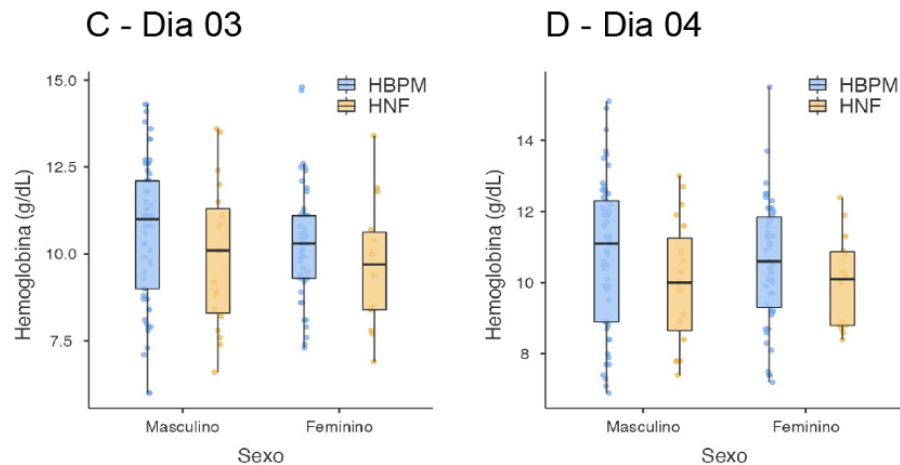 C - Dia 03
HBPM
HNF
15.0
12.5
10.0
7.5
Hemoglobina (g/dL)
Masculino
Feminino
Sexo
D - Dia 04
HBPM
HNF
14
12
10
8
Hemoglobina (g/dL)
Masculino
Feminino
Sexo